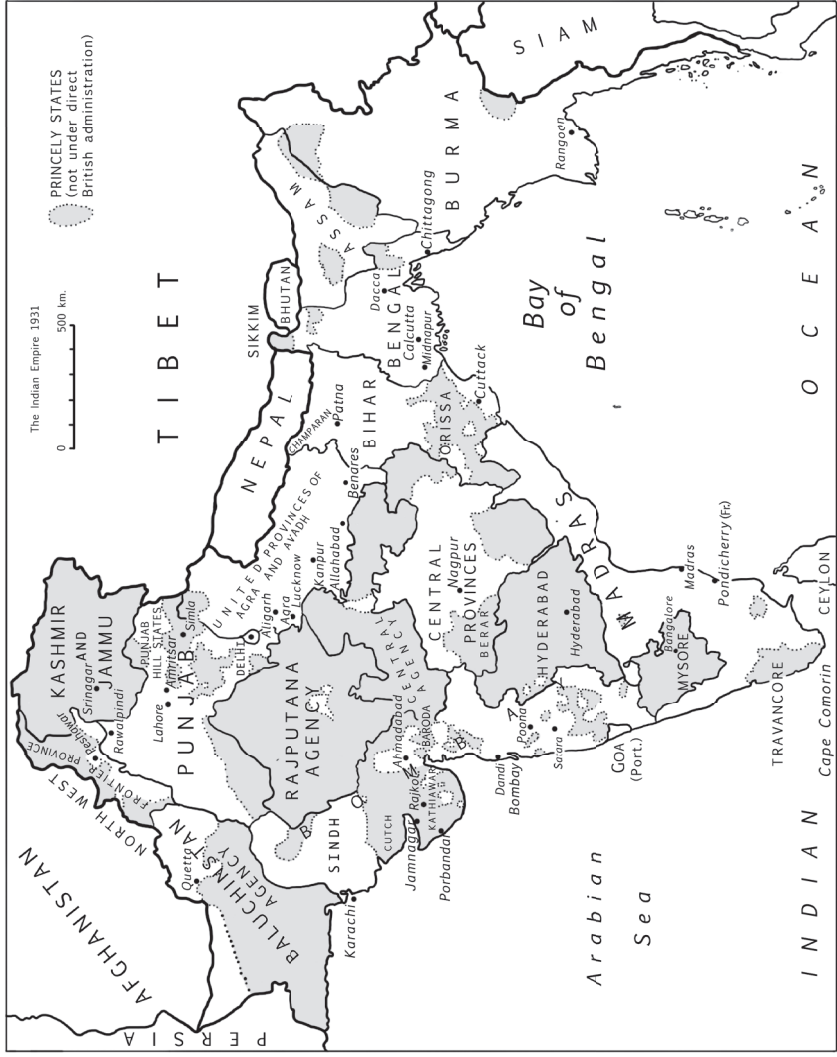 The Indian Empire 1931
0 500 km.
PRINCELY STATES
(not under direct
British administration)
AFGHANISTAN
PERSIA
TIBET
SIAM
NORTH WEST
FRONTIER PROVINCE
KASHMIR
AND
JAMMU
Srinagar
Peshawar
Rawalpindi
PUNJAB
HILL STATES
Lahore
Amritsar
Simla
PUNJAB
BALUCHISTAN
AGENCY
Quetta
DELHI
NEPAL
SIKKIM
BHUTAN
ASSAM
UNITED PROVINCES OF
AGRA AND AVADH
Aligarh
Agra
Lucknow
Kanpur
Allahabad
Benares
CHAMPARAN
Patna
BIHAR
BENGAL
Dacca
Calcutta
Midnapur
Chittagong
BURMA
Rangoon
RAJPUTANA
AGENCY
SINDH
Karachi
CUTCH
KATHIAWAR
Jamnagar
Rajkot
Porbandar
Ahmadabad
BARODA
CENTRAL
AGENCY
BOMBAY
CENTRAL
PROVINCES
Nagpur
BERAR
ORISSA
Cuttack
Dandi
Bombay
Poona
Satara
HYDERABAD
Hyderabad
GOA
(Port.)
MADRAS
Madras
Bangalore
MYSORE
Pondicherry (Fr.)
TRAVANCORE
Cape Comorin
CEYLON
Arabian
Sea
Bay
of
Bengal
INDIAN OCEAN